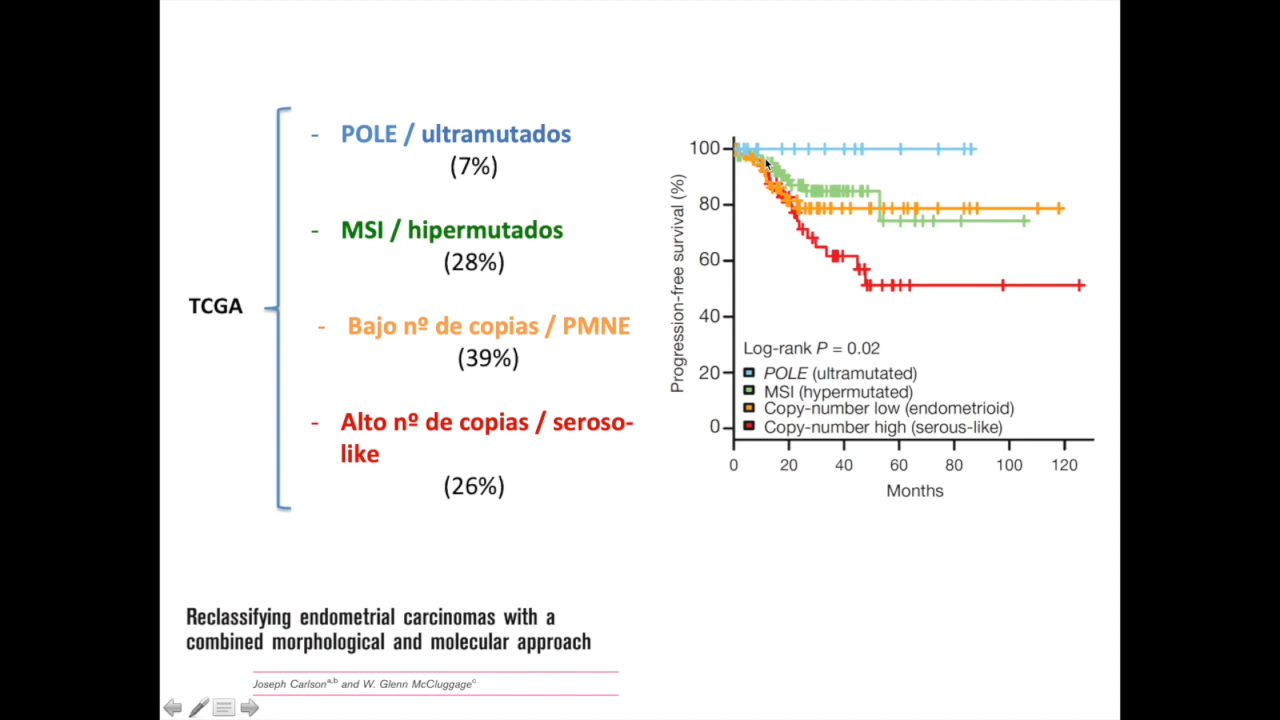 TCGA
- POLE / ultramutados
(7%)
- MSI / hipermutados
(28%)
- Bajo nº de copias / PMNE
(39%)
- Alto nº de copias / seroso-
like
(26%)
Progression-free survival (%)
100
80
60
40
20
0
Log-rank P = 0.02
POLE (ultramutated)
MSI (hypermutated)
Copy-number low (endometrioid)
Copy-number high (serous-like)
0 20 40 60 80 100 120
Months
Reclassifying endometrial carcinomas with a
combined morphological and molecular approach
Joseph Carlsonᵃ,ᵇ and W. Glenn McCluggageᶜ